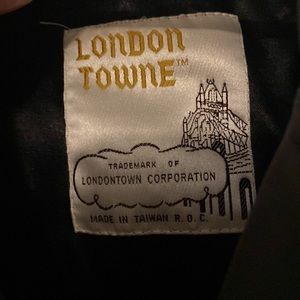 LONDON
TOWNE™
TRADEMARK OF
LONDONTOWN CORPORATION
MADE IN TAIWAN R.O.C.